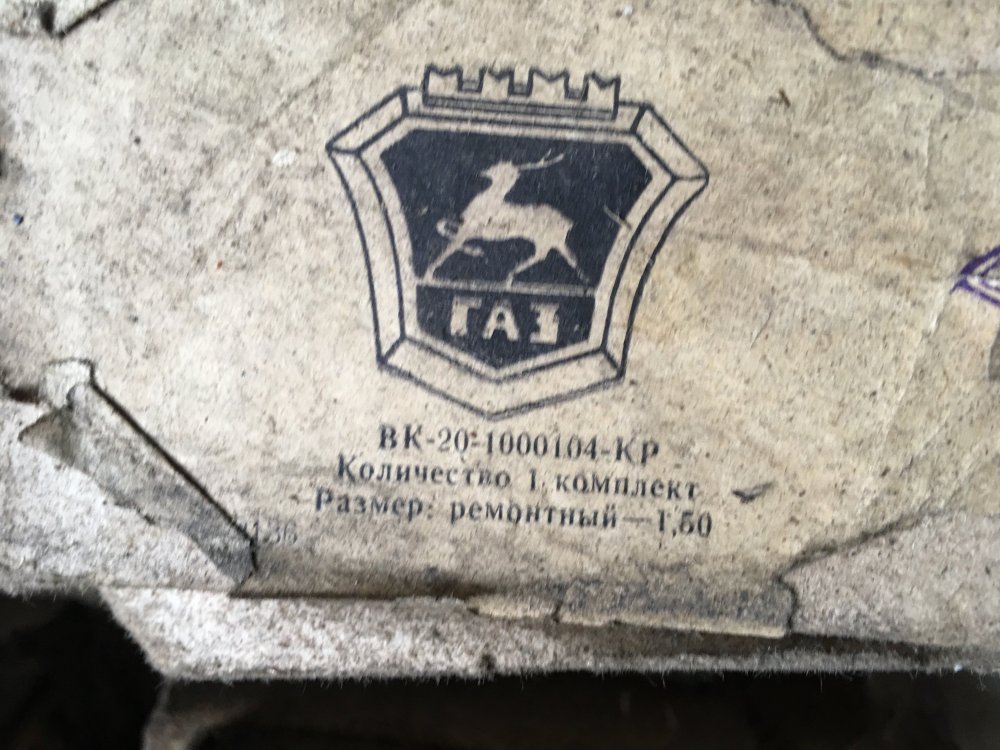 ГАЗ
ВК-20-1000104-КР
Количество 1 комплект
Размер: ремонтный — 1,50